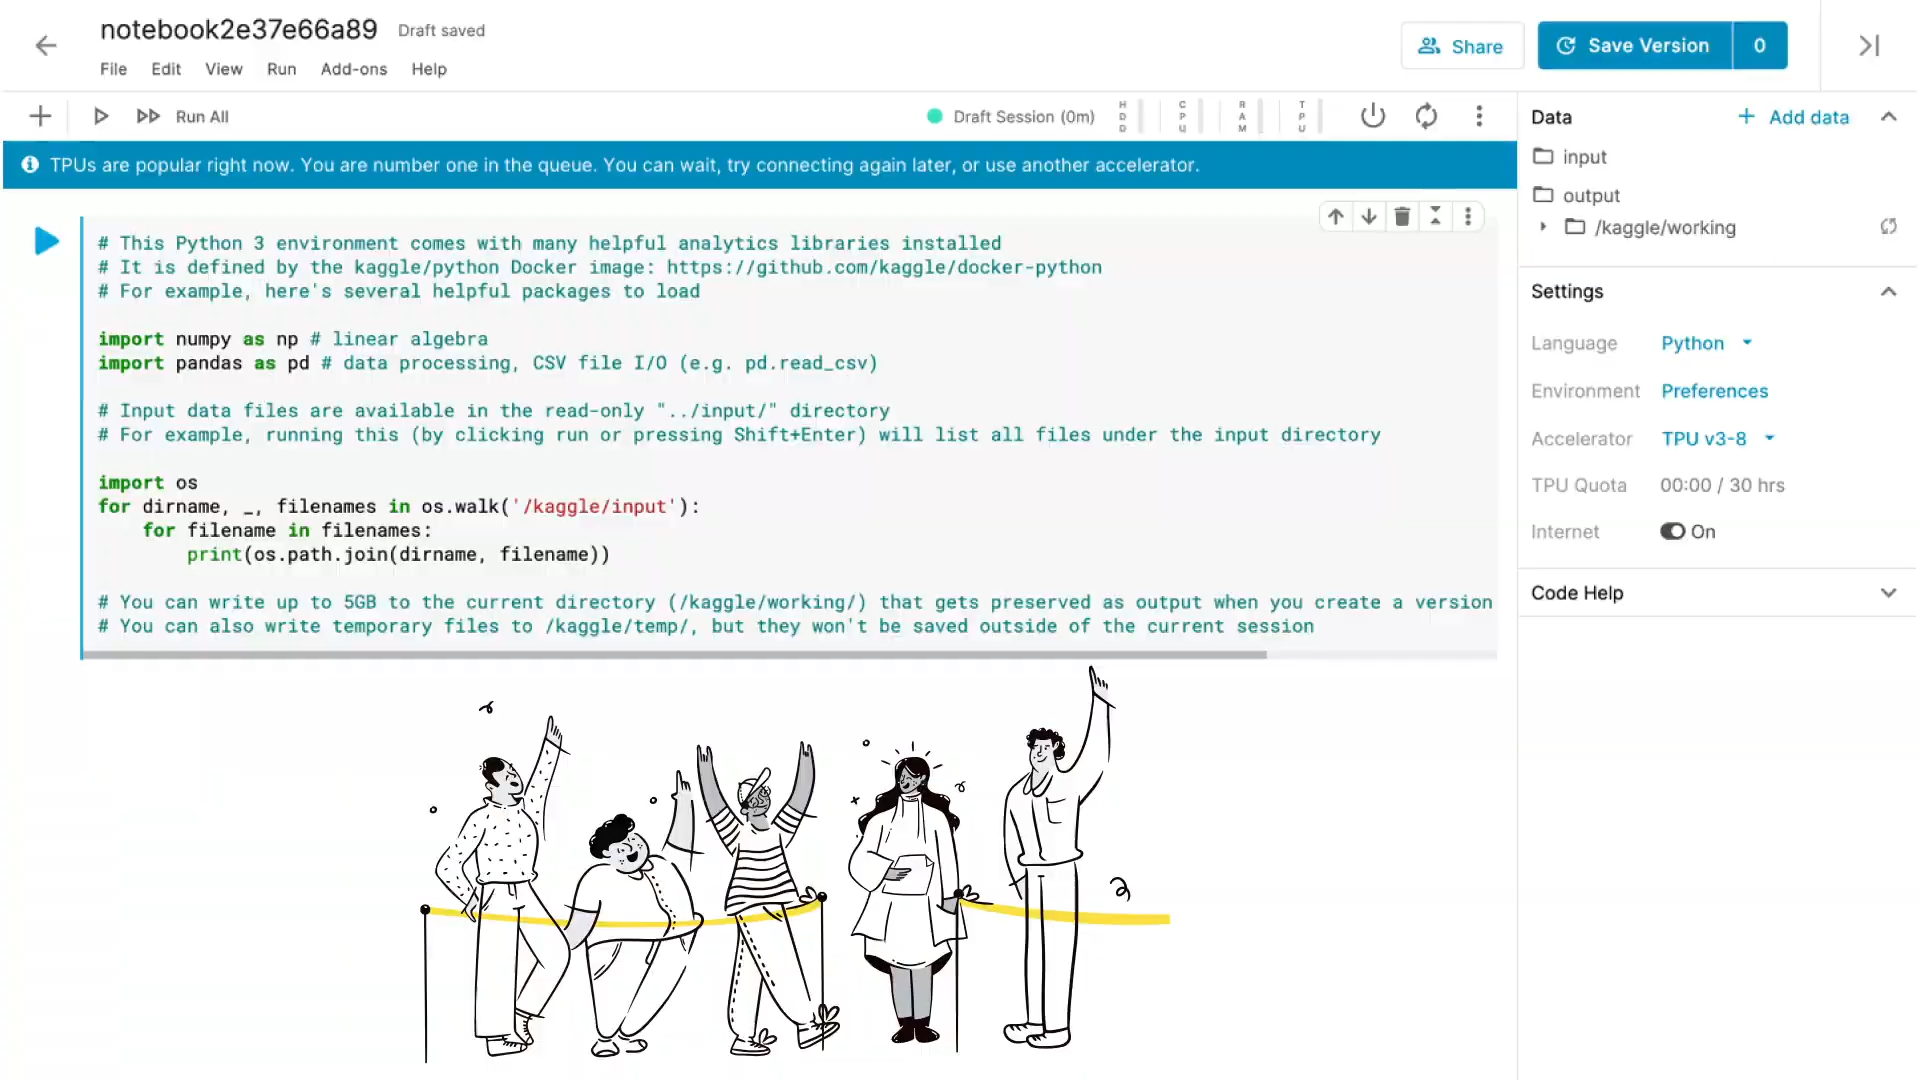 notebook2e37e66a89 Draft saved
File Edit View Run Add-ons Help
Share
Save Version 0
Run All
Draft Session (0m)
HDD
CPU
RAM
TPU
TPUs are popular right now. You are number one in the queue. You can wait, try connecting again later, or use another accelerator.
# This Python 3 environment comes with many helpful analytics libraries installed
# It is defined by the kaggle/python Docker image: https://github.com/kaggle/docker-python
# For example, here's several helpful packages to load
import numpy as np # linear algebra
import pandas as pd # data processing, CSV file I/O (e.g. pd.read_csv)
# Input data files are available in the read-only "../input/" directory
# For example, running this (by clicking run or pressing Shift+Enter) will list all files under the input directory
import os
for dirname, _, filenames in os.walk('/kaggle/input'):
    for filename in filenames:
        print(os.path.join(dirname, filename))
# You can write up to 5GB to the current directory (/kaggle/working/) that gets preserved as output when you create a version
# You can also write temporary files to /kaggle/temp/, but they won't be saved outside of the current session
Data + Add data
input
output
/kaggle/working
Settings
Language Python
Environment Preferences
Accelerator TPU v3-8
TPU Quota 00:00 / 30 hrs
Internet On
Code Help